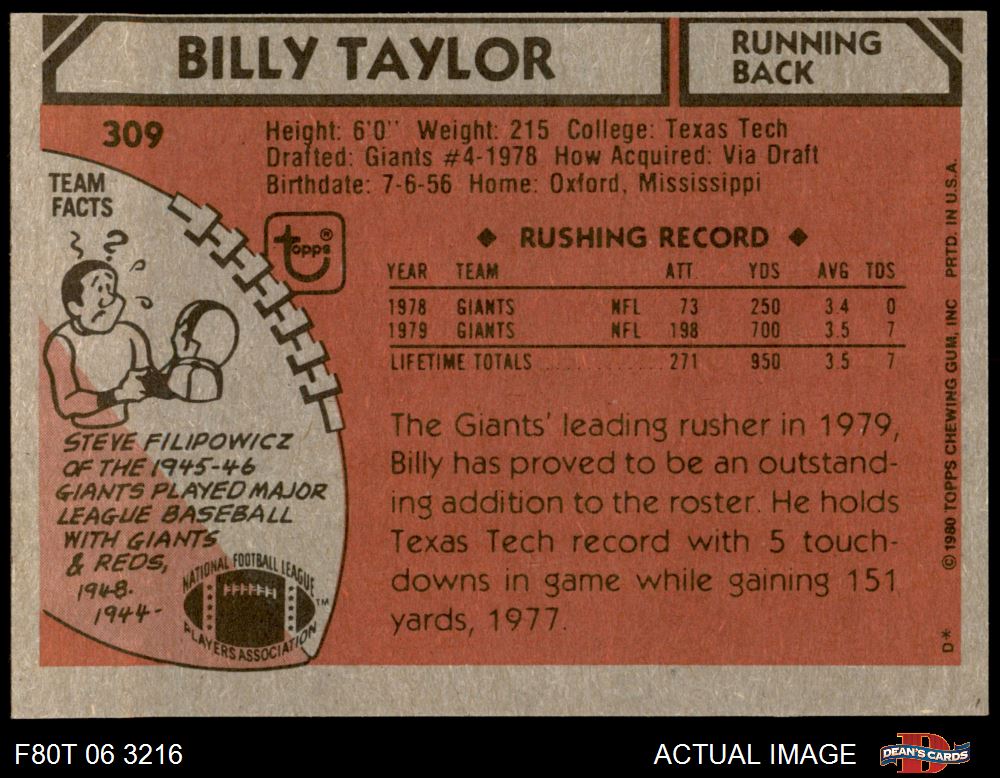 BILLY TAYLOR
RUNNING
BACK
309
Height: 6'0" Weight: 215 College: Texas Tech
Drafted: Giants #4-1978 How Acquired: Via Draft
Birthdate: 7-6-56 Home: Oxford, Mississippi
TEAM
FACTS
? ?
topps®
◆ RUSHING RECORD ◆
YEAR TEAM ATT YDS AVG TDS
1978 GIANTS NFL 73 250 3.4 0
1979 GIANTS NFL 198 700 3.5 7
LIFETIME TOTALS 271 950 3.5 7
STEVE FILIPOWICZ
OF THE 1945-46
GIANTS PLAYED MAJOR
LEAGUE BASEBALL
WITH GIANTS
& REDS,
1948.
1944-
NATIONAL FOOTBALL LEAGUE
PLAYERS ASSOCIATION
TM
The Giants' leading rusher in 1979,
Billy has proved to be an outstand-
ing addition to the roster. He holds
Texas Tech record with 5 touch-
downs in game while gaining 151
yards, 1977.
D* ©1980 TOPPS CHEWING GUM, INC PRTD. IN U.S.A.
F80T 06 3216
ACTUAL IMAGE
DEAN'S CARDS